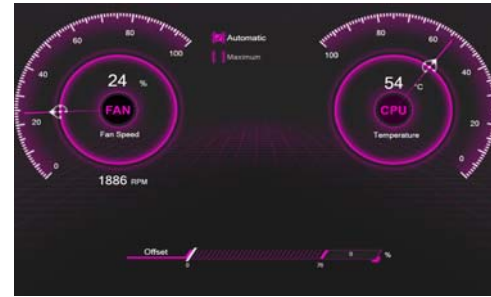 80
60
40
20
0
100
24 %
FAN
Fan Speed
1886 RPM
Automatic
Maximum
100
80
60
40
20
0
54 °C
CPU
Temperature
Offset
0
70
0 %